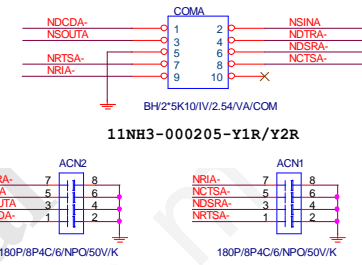 COMA
NDCDA- 1 2 NSINA
NSOUTA 3 4 NDTRA-
5 6 NDSRA-
NRTSA- 7 8 NCTSA-
NRIA- 9 10
BH/2*5K10/IV/2.54/VA/COM
11NH3-000205-Y1R/Y2R
ACN2 ACN1
RA- 7 8 NRIA- 7 8
A 5 6 NCTSA- 5 6
UTA 3 4 NDSRA- 3 4
DA- 1 2 NRTSA- 1 2
180P/8P4C/6/NPO/50V/K 180P/8P4C/6/NPO/50V/K